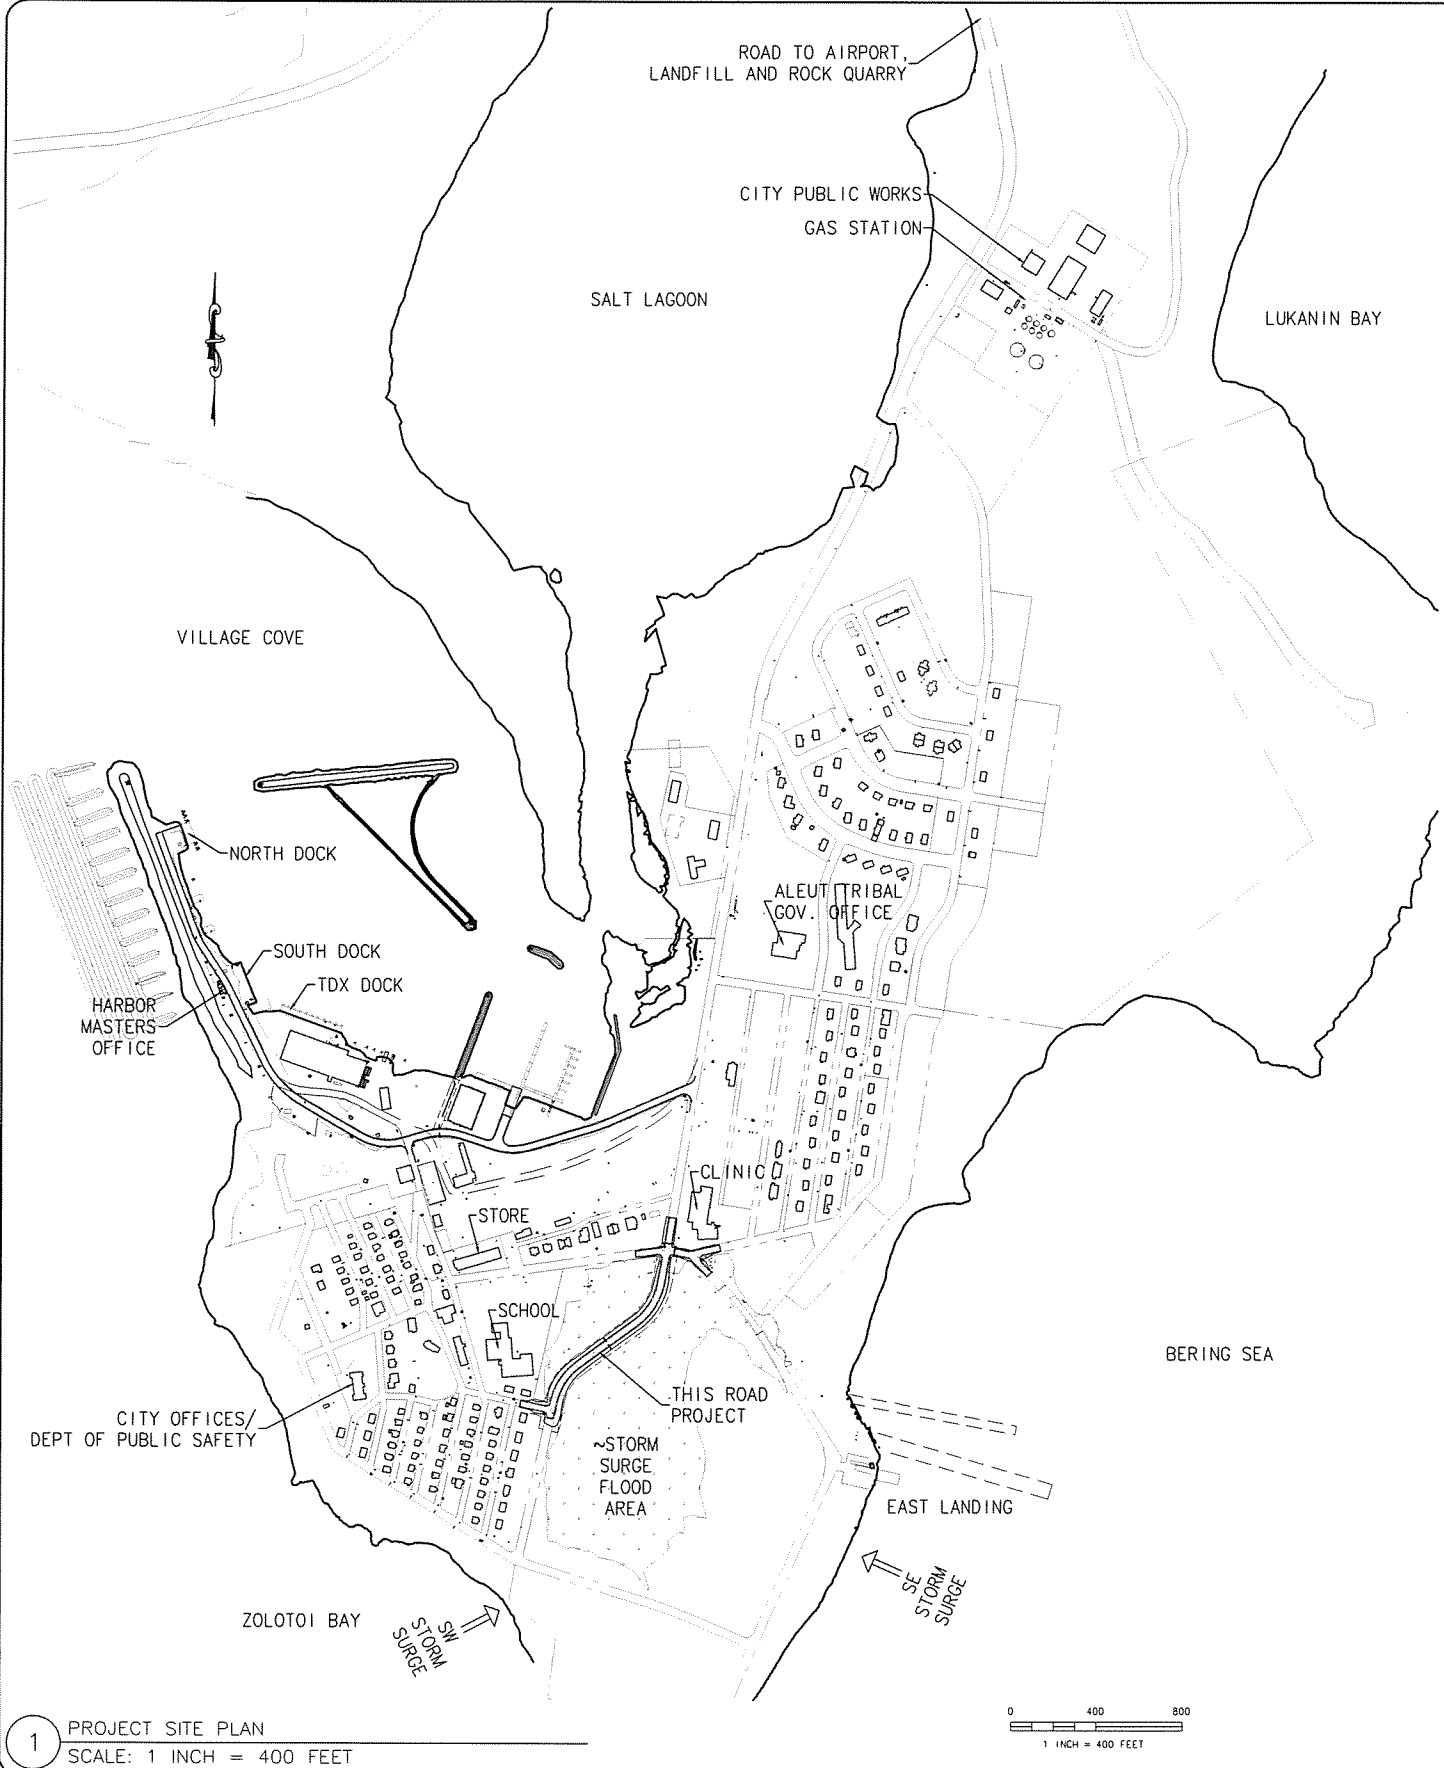 ROAD TO AIRPORT,
LANDFILL AND ROCK QUARRY
CITY PUBLIC WORKS
GAS STATION
SALT LAGOON
LUKANIN BAY
VILLAGE COVE
NORTH DOCK
ALEUT TRIBAL
GOV. OFFICE
SOUTH DOCK
TDX DOCK
HARBOR
MASTERS
OFFICE
CLINIC
STORE
SCHOOL
BERING SEA
THIS ROAD
PROJECT
CITY OFFICES/
DEPT OF PUBLIC SAFETY
~STORM
SURGE
FLOOD
AREA
EAST LANDING
SE
STORM
SURGE
ZOLOTOI BAY
SW
STORM
SURGE
1
PROJECT SITE PLAN
SCALE: 1 INCH = 400 FEET
0 400 800
1 INCH = 400 FEET